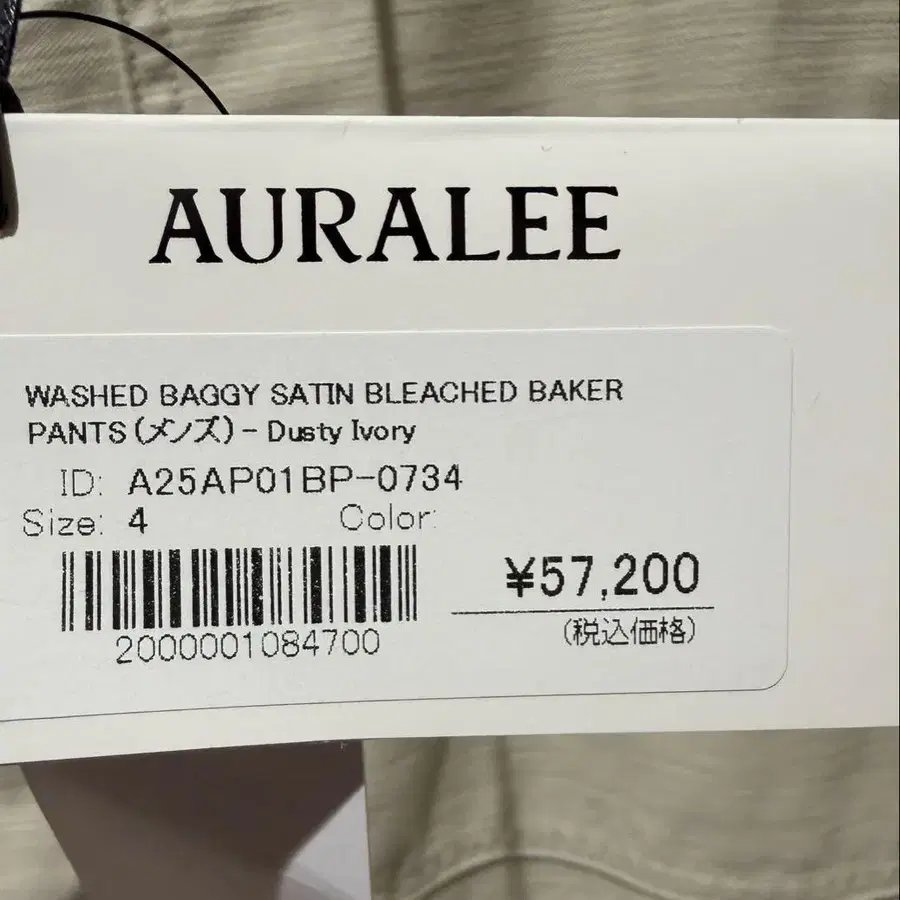 AURALEE
WASHED BAGGY SATIN BLEACHED BAKER
PANTS(メンズ) - Dusty Ivory
ID: A25AP01BP-0734
Size: 4 Color:
¥57,200
(税込価格)
2000001084700